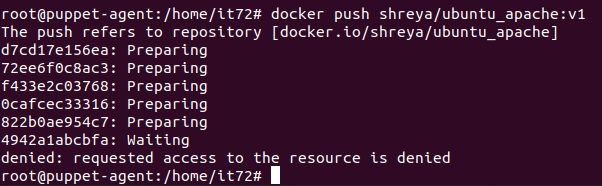 root@puppet-agent:/home/it72# docker push shreya/ubuntu_apache:v1
The push refers to repository [docker.io/shreya/ubuntu_apache]
d7cd17e156ea: Preparing
72ee6f0c8ac3: Preparing
f433e2c03768: Preparing
0cafcec33316: Preparing
822b0ae954c7: Preparing
4942a1abcbfa: Waiting
denied: requested access to the resource is denied
root@puppet-agent:/home/it72#